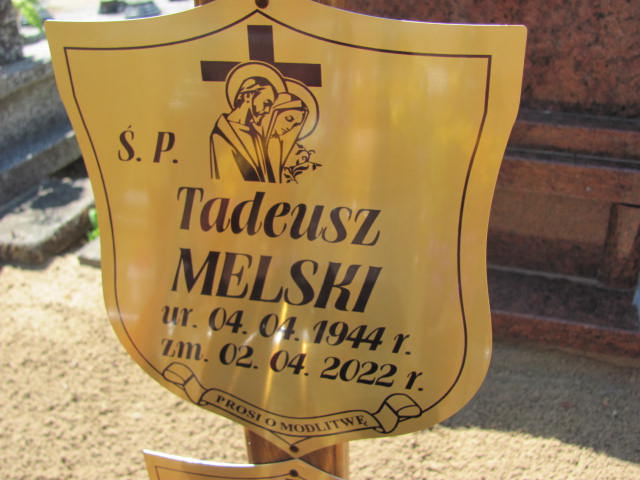 Ś. P.
Tadeusz
MELSKI
ur. 04. 04. 1944 r.
zm. 02. 04. 2022 r.
PROSI O MODLITWĘ